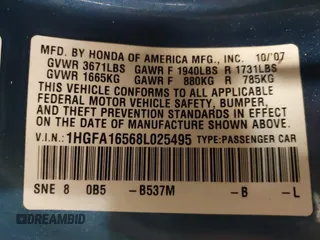 MFD. BY HONDA OF AMERICA MFG., INC. 10/'07
GVWR 3671LBS GAWR F 1940LBS R 1731LBS
GVWR 1665KG GAWR F 880KG R 785KG
THIS VEHICLE CONFORMS TO ALL APPLICABLE
FEDERAL MOTOR VEHICLE SAFETY, BUMPER,
AND THEFT PREVENTION STANDARDS IN EFFECT
ON THE DATE OF MANUFACTURE SHOWN ABOVE.
V.I.N.: 1HGFA16568L025495 TYPE: PASSENGER CAR
SNE 8 0B5 -B537M -B -L
DREAMBID